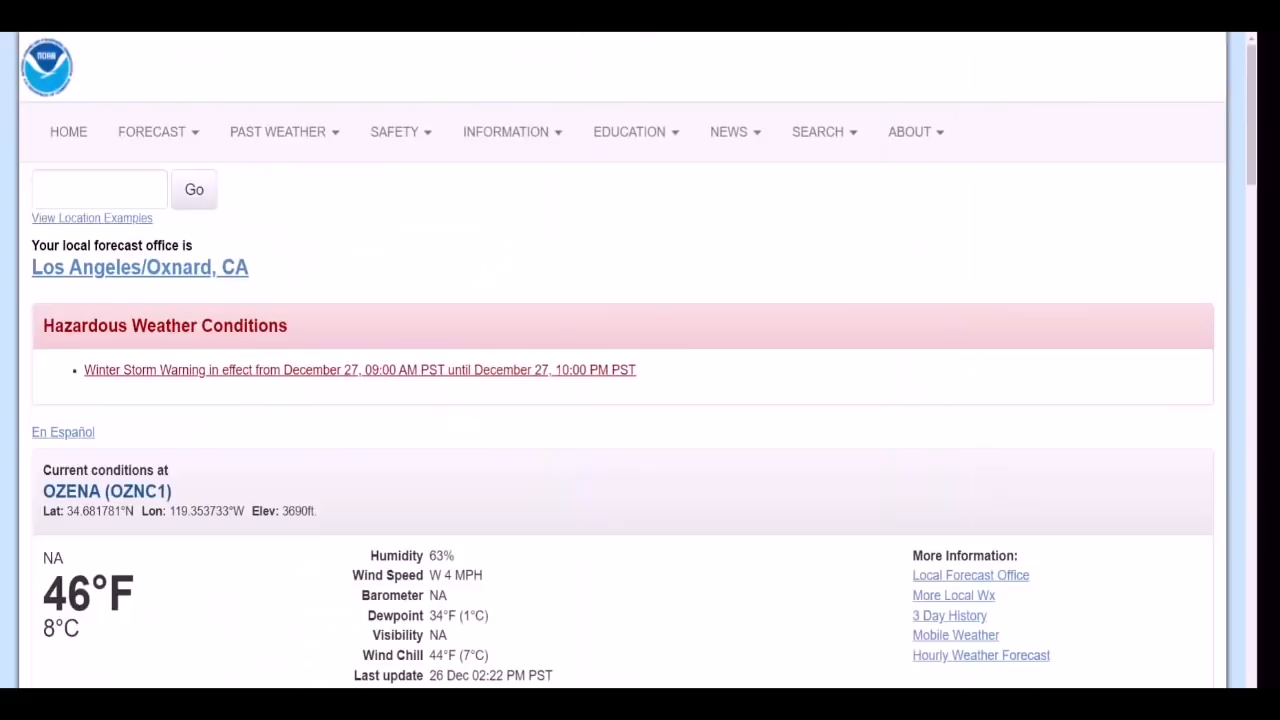 NOAA
HOME FORECAST PAST WEATHER SAFETY INFORMATION EDUCATION NEWS SEARCH ABOUT
Go
View Location Examples
Your local forecast office is
Los Angeles/Oxnard, CA
Hazardous Weather Conditions
• Winter Storm Warning in effect from December 27, 09:00 AM PST until December 27, 10:00 PM PST
En Español
Current conditions at
OZENA (OZNC1)
Lat: 34.681781°N Lon: 119.353733°W Elev: 3690ft.
NA
46°F
8°C
Humidity 63%
Wind Speed W 4 MPH
Barometer NA
Dewpoint 34°F (1°C)
Visibility NA
Wind Chill 44°F (7°C)
Last update 26 Dec 02:22 PM PST
More Information:
Local Forecast Office
More Local Wx
3 Day History
Mobile Weather
Hourly Weather Forecast